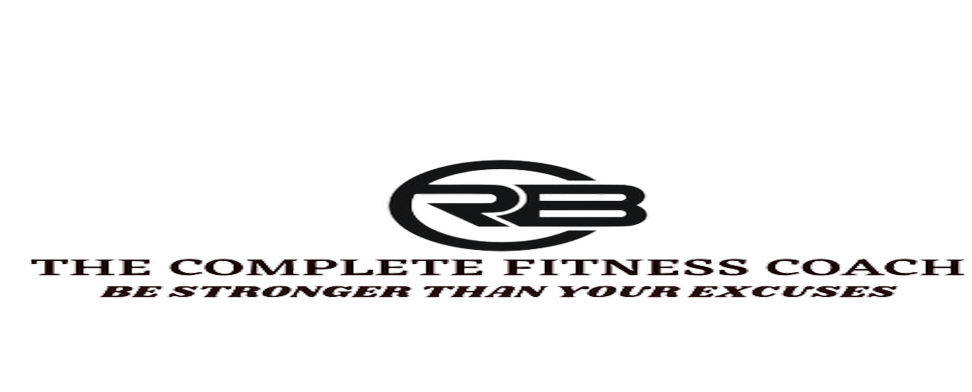 RB
THE COMPLETE FITNESS COACH
BE STRONGER THAN YOUR EXCUSES